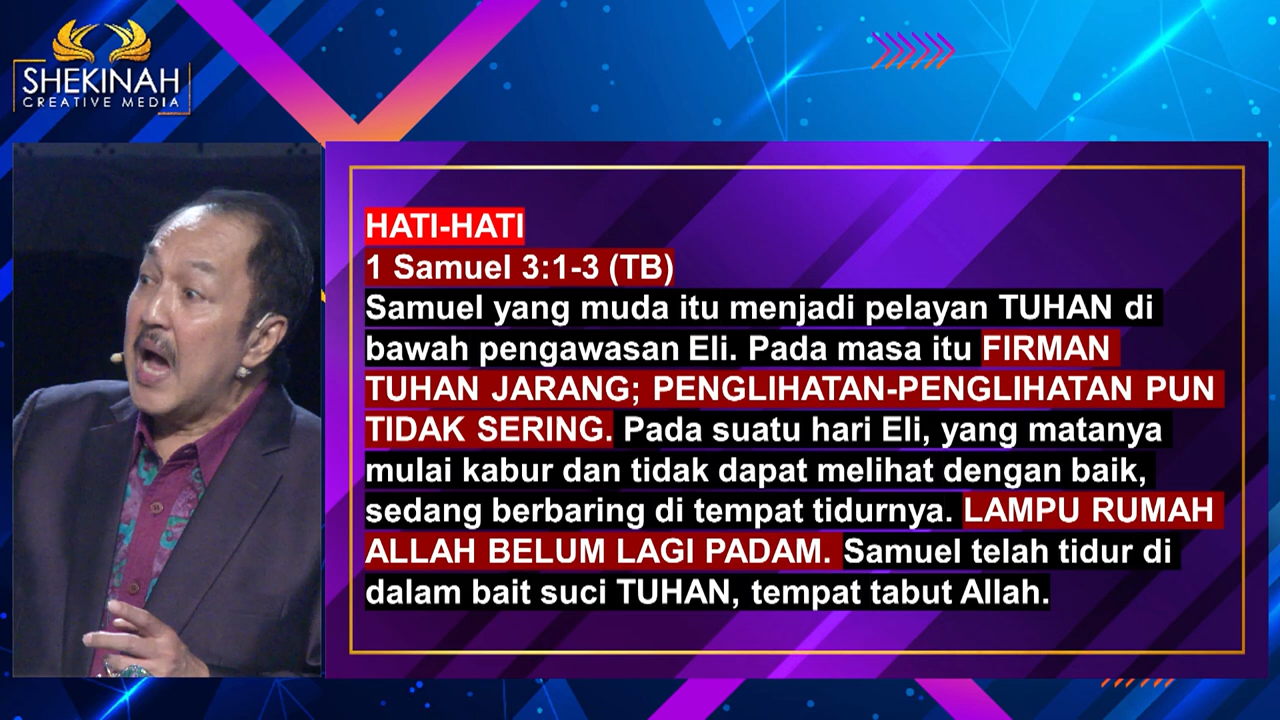 SHEKINAH
CREATIVE MEDIA
HATI-HATI
1 Samuel 3:1-3 (TB)
Samuel yang muda itu menjadi pelayan TUHAN di
bawah pengawasan Eli. Pada masa itu FIRMAN
TUHAN JARANG; PENGLIHATAN-PENGLIHATAN PUN
TIDAK SERING. Pada suatu hari Eli, yang matanya
mulai kabur dan tidak dapat melihat dengan baik,
sedang berbaring di tempat tidurnya. LAMPU RUMAH
ALLAH BELUM LAGI PADAM. Samuel telah tidur di
dalam bait suci TUHAN, tempat tabut Allah.